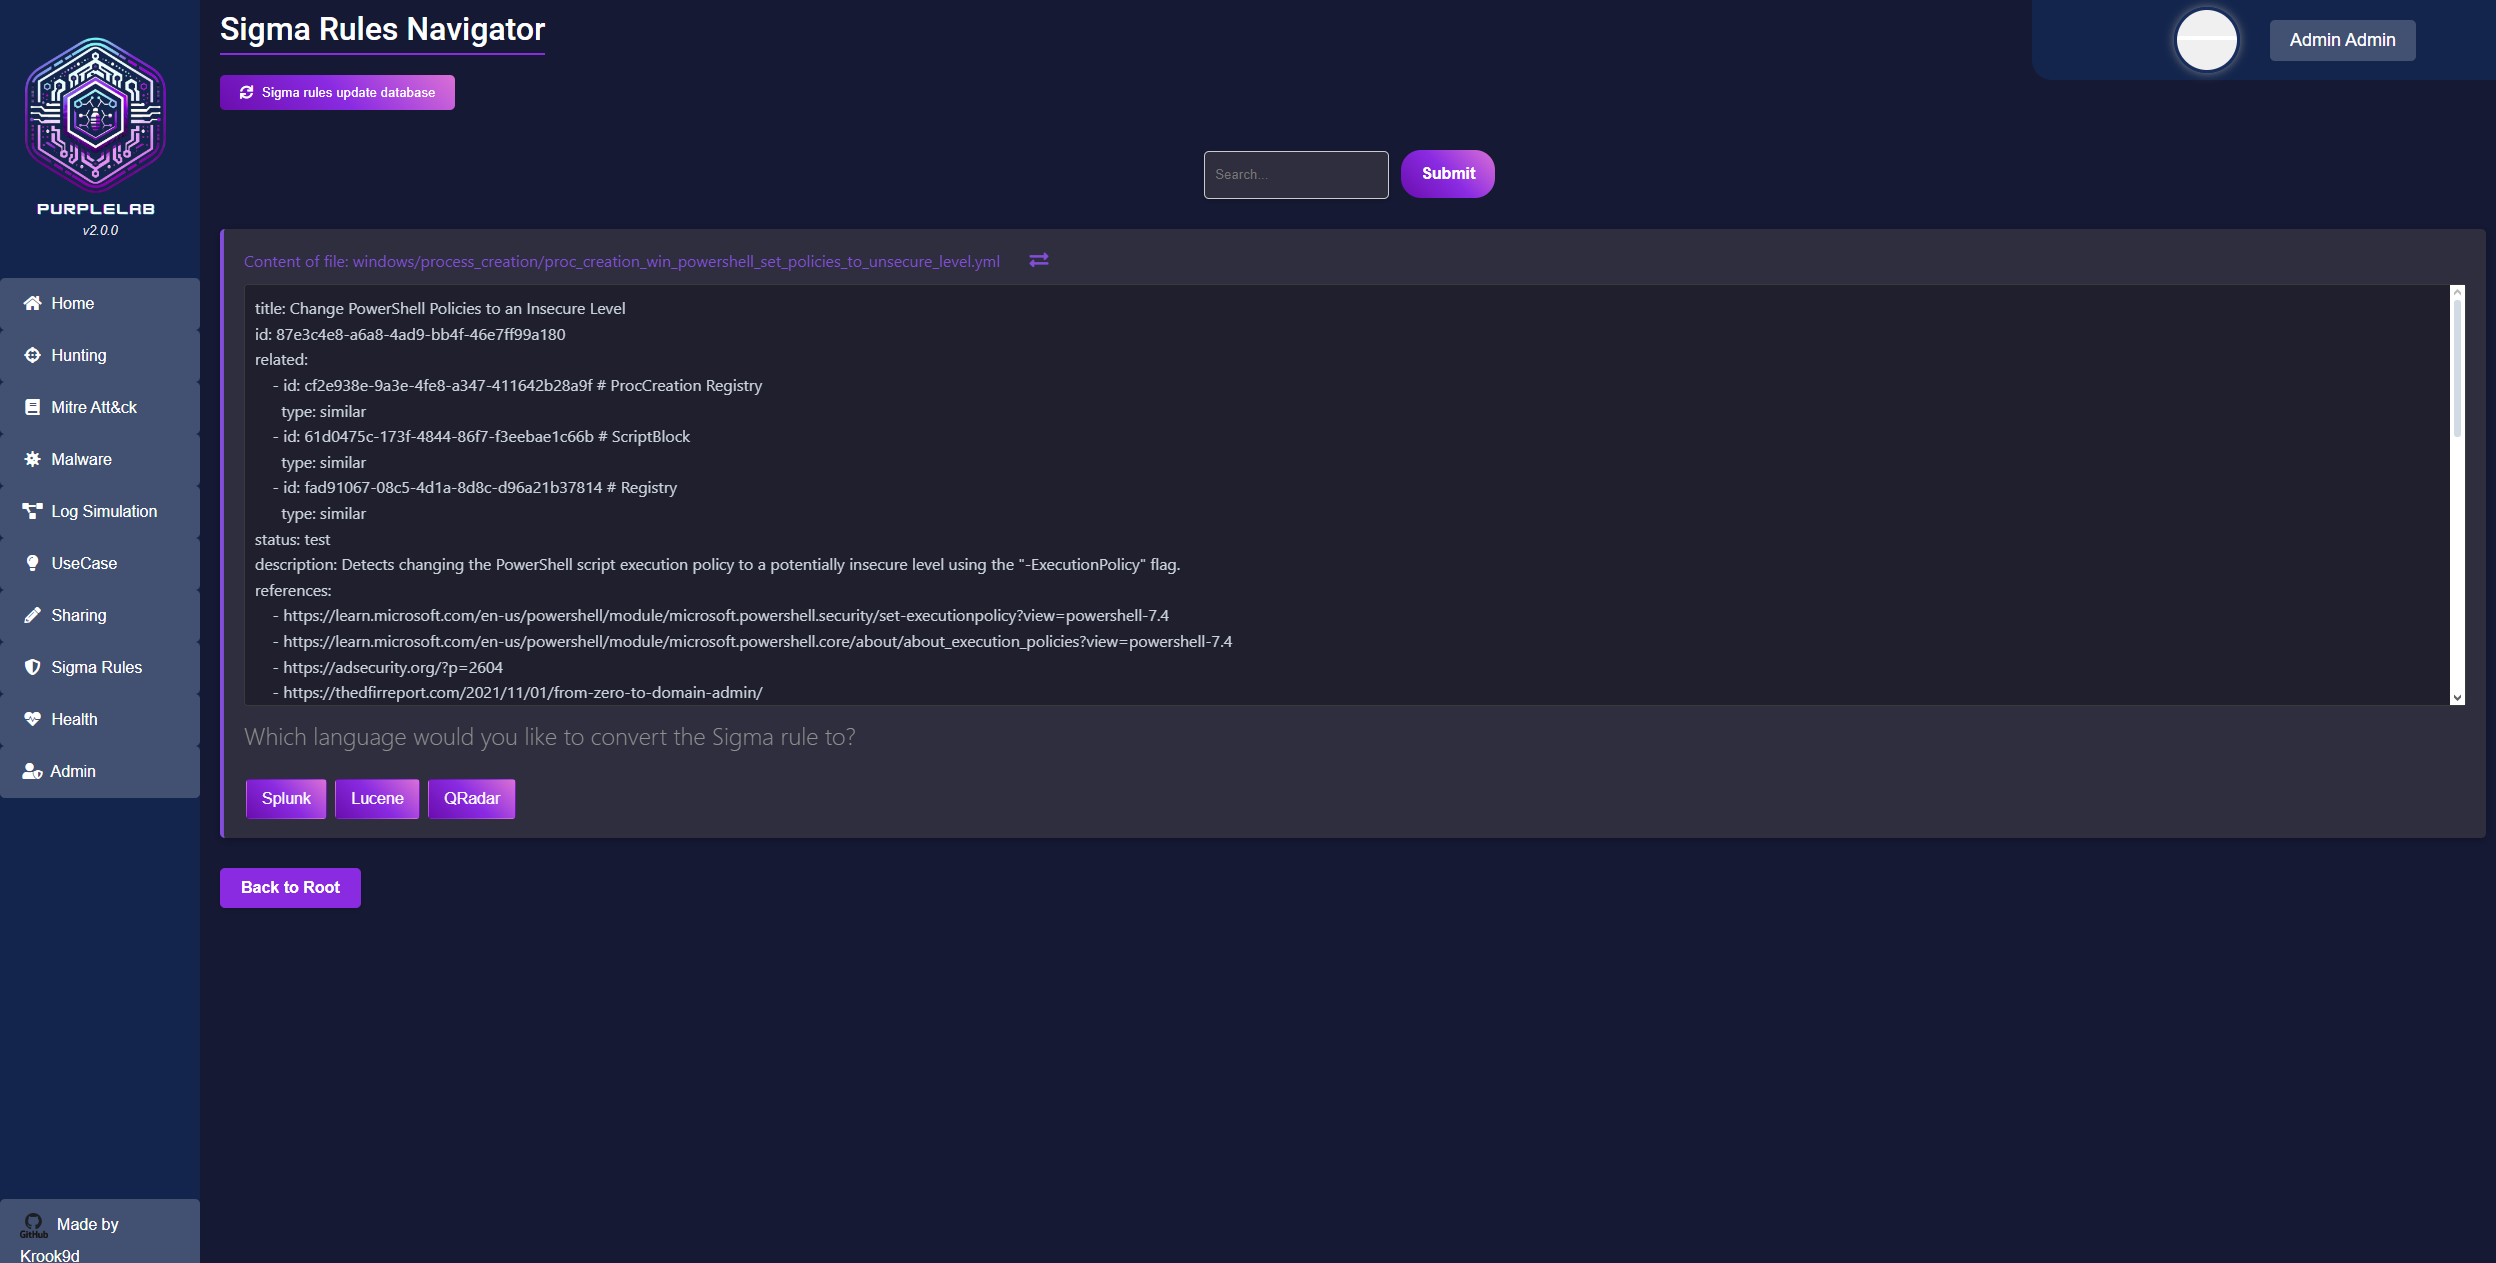 PURPLELAB
v2.0.0
Home
Hunting
Mitre Att&ck
Malware
Log Simulation
UseCase
Sharing
Sigma Rules
Health
Admin
GitHub Made by
Krook9d
Sigma Rules Navigator
Admin Admin
Sigma rules update database
Search...
Submit
Content of file: windows/process_creation/proc_creation_win_powershell_set_policies_to_unsecure_level.yml
title: Change PowerShell Policies to an Insecure Level
id: 87e3c4e8-a6a8-4ad9-bb4f-46e7ff99a180
related:
- id: cf2e938e-9a3e-4fe8-a347-411642b28a9f # ProcCreation Registry
type: similar
- id: 61d0475c-173f-4844-86f7-f3eebae1c66b # ScriptBlock
type: similar
- id: fad91067-08c5-4d1a-8d8c-d96a21b37814 # Registry
type: similar
status: test
description: Detects changing the PowerShell script execution policy to a potentially insecure level using the "-ExecutionPolicy" flag.
references:
- https://learn.microsoft.com/en-us/powershell/module/microsoft.powershell.security/set-executionpolicy?view=powershell-7.4
- https://learn.microsoft.com/en-us/powershell/module/microsoft.powershell.core/about/about_execution_policies?view=powershell-7.4
- https://adsecurity.org/?p=2604
- https://thedfirreport.com/2021/11/01/from-zero-to-domain-admin/
Which language would you like to convert the Sigma rule to?
Splunk
Lucene
QRadar
Back to Root